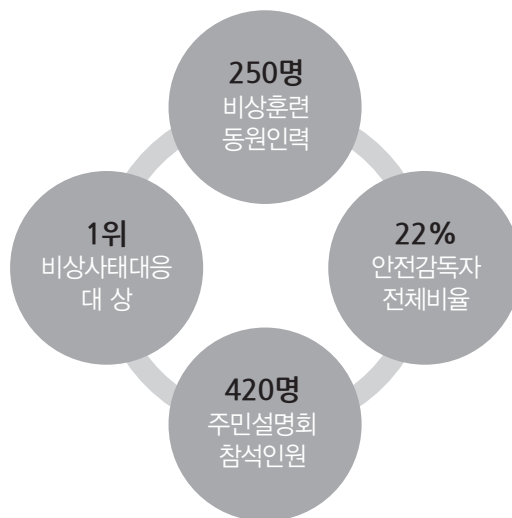 250명
비상훈련
동원인력
1위
비상사태대응
대 상
22%
안전감독자
전체비율
420명
주민설명회
참석인원